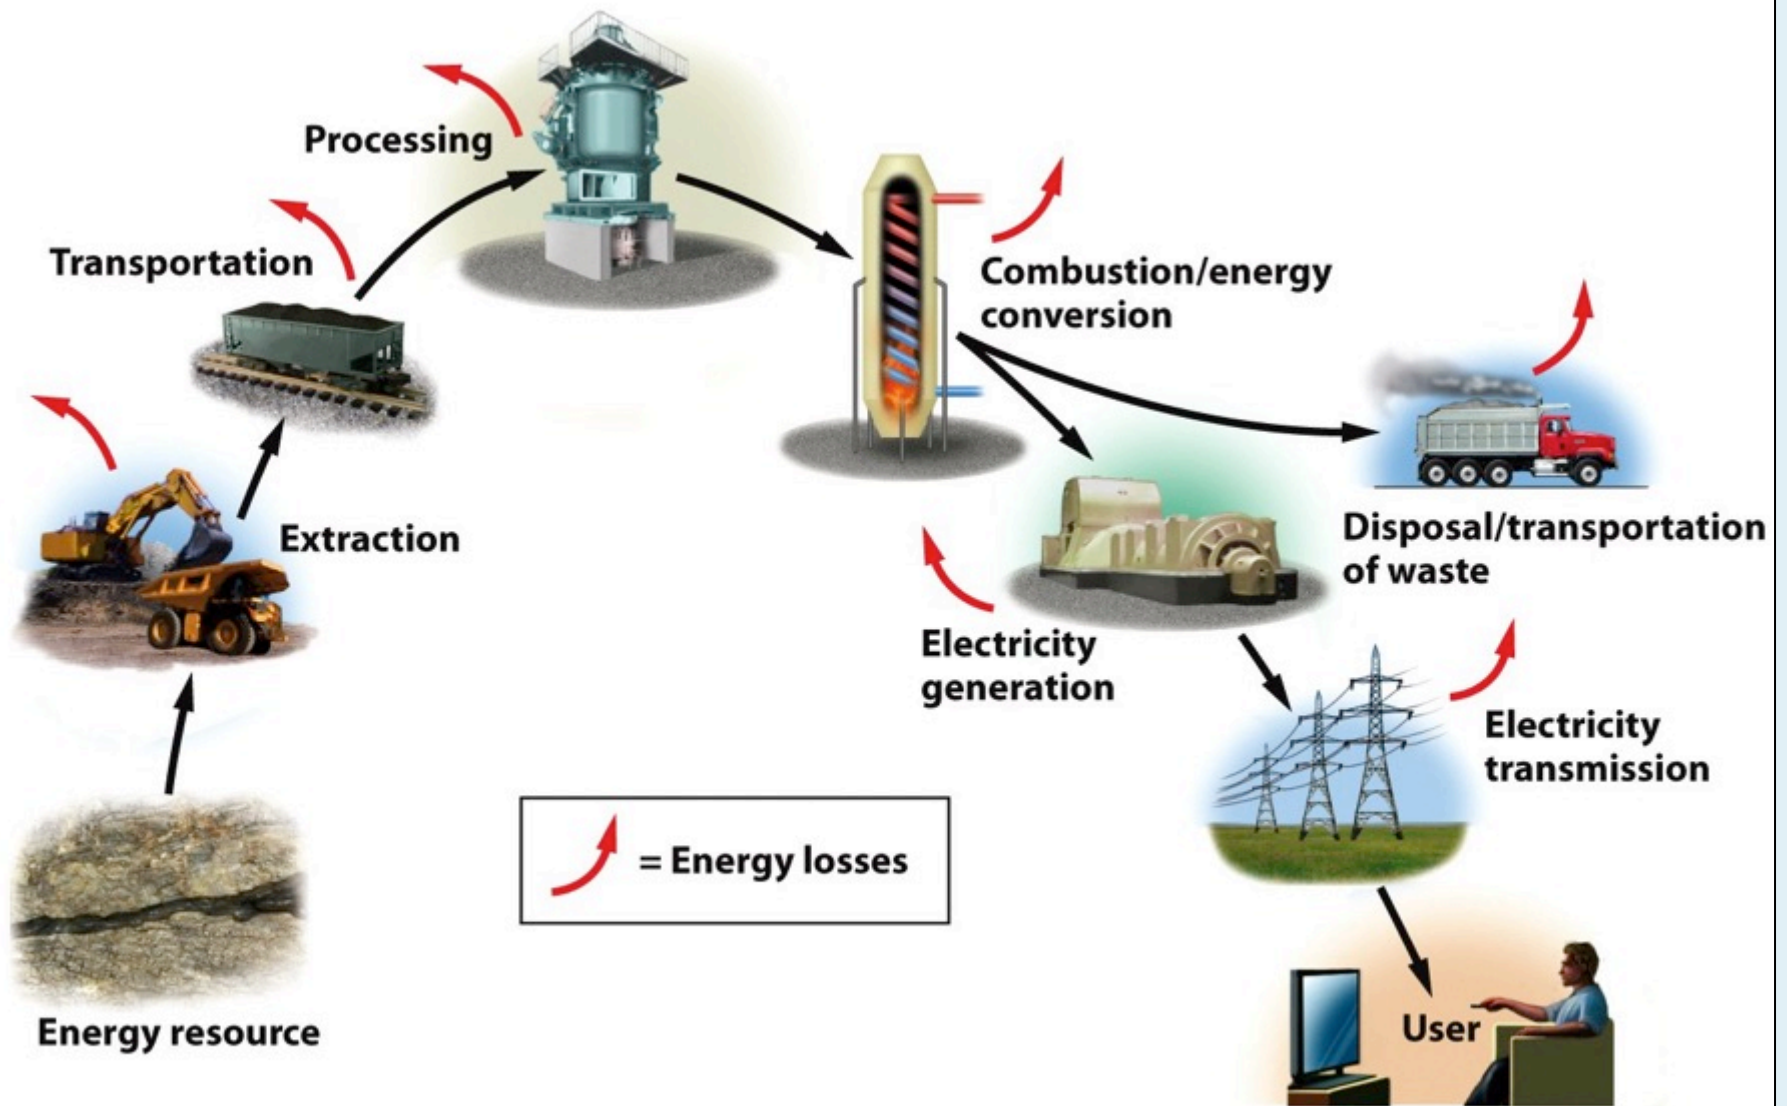 Processing
Transportation
Combustion/energy
conversion
Extraction
Disposal/transportation
of waste
Electricity
generation
Electricity
transmission
= Energy losses
Energy resource
User